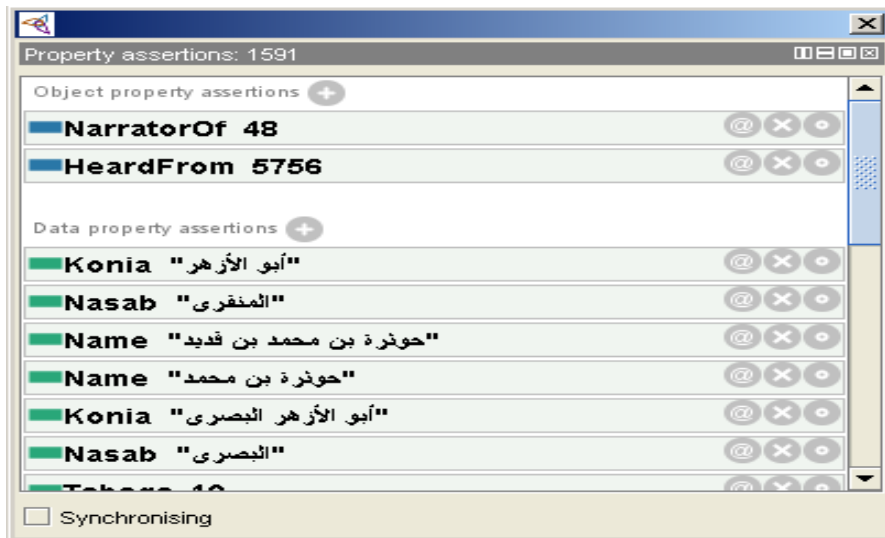 Property assertions: 1591
Object property assertions
NarratorOf 48
HeardFrom 5756
Data property assertions
Konia "أبو الأزهر"
Nasab "المنقرى"
Name "حوثرة بن محمد بن قديد"
Name "حوثرة بن محمد"
Konia "أبو الأزهر البصرى"
Nasab "البصرى"
Synchronising